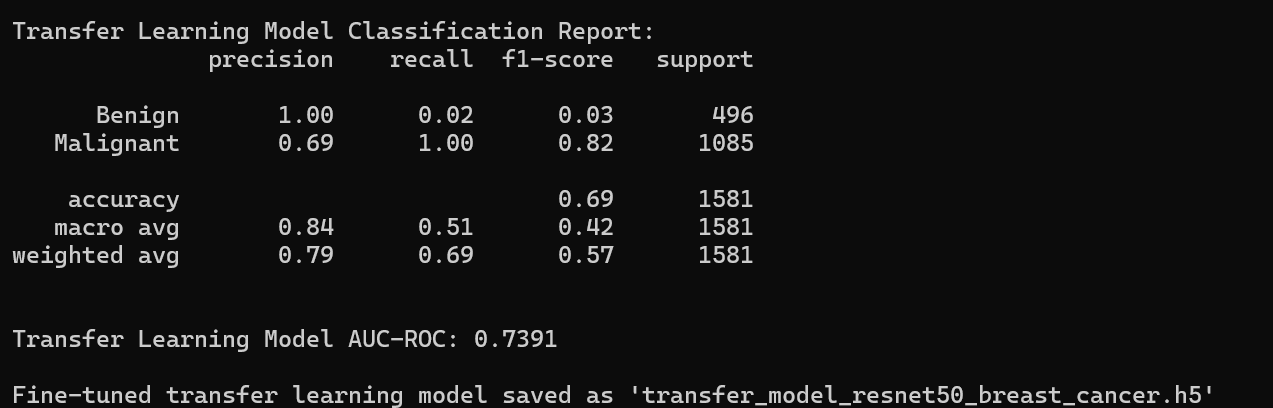 Transfer Learning Model Classification Report:
precision recall f1-score support
Benign 1.00 0.02 0.03 496
Malignant 0.69 1.00 0.82 1085
accuracy 0.69 1581
macro avg 0.84 0.51 0.42 1581
weighted avg 0.79 0.69 0.57 1581
Transfer Learning Model AUC-ROC: 0.7391
Fine-tuned transfer learning model saved as 'transfer_model_resnet50_breast_cancer.h5'